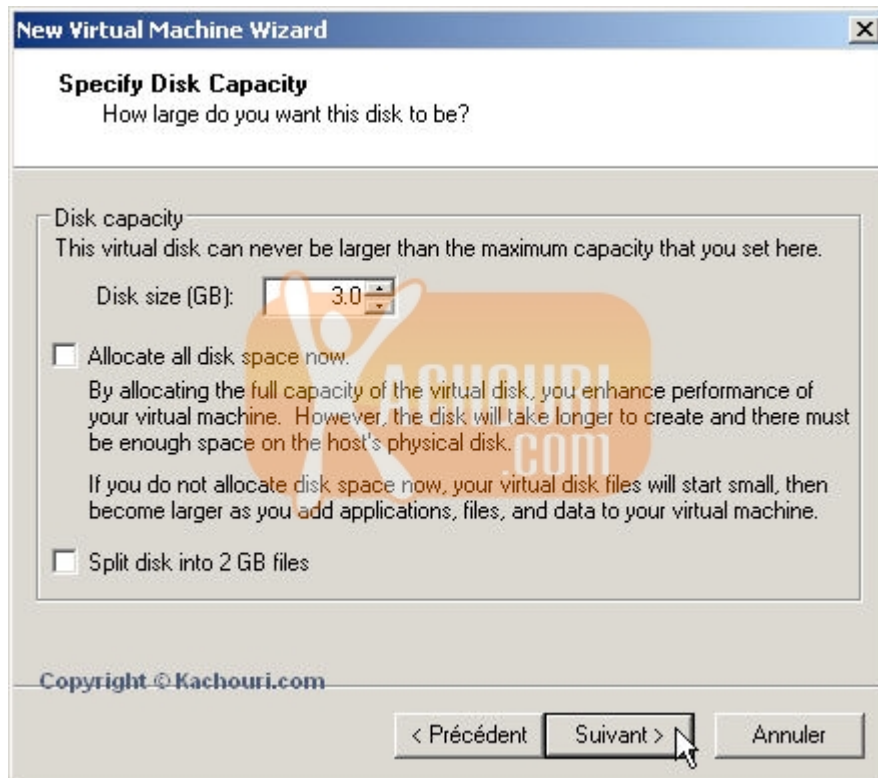 New Virtual Machine Wizard
Specify Disk Capacity
How large do you want this disk to be?
Disk capacity
This virtual disk can never be larger than the maximum capacity that you set here.
Disk size (GB): 3.0
Allocate all disk space now.
By allocating the full capacity of the virtual disk, you enhance performance of
your virtual machine. However, the disk will take longer to create and there must
be enough space on the host's physical disk.
If you do not allocate disk space now, your virtual disk files will start small, then
become larger as you add applications, files, and data to your virtual machine.
Split disk into 2 GB files
KACHOURI
.com
Copyright © Kachouri.com
< Précédent Suivant > Annuler